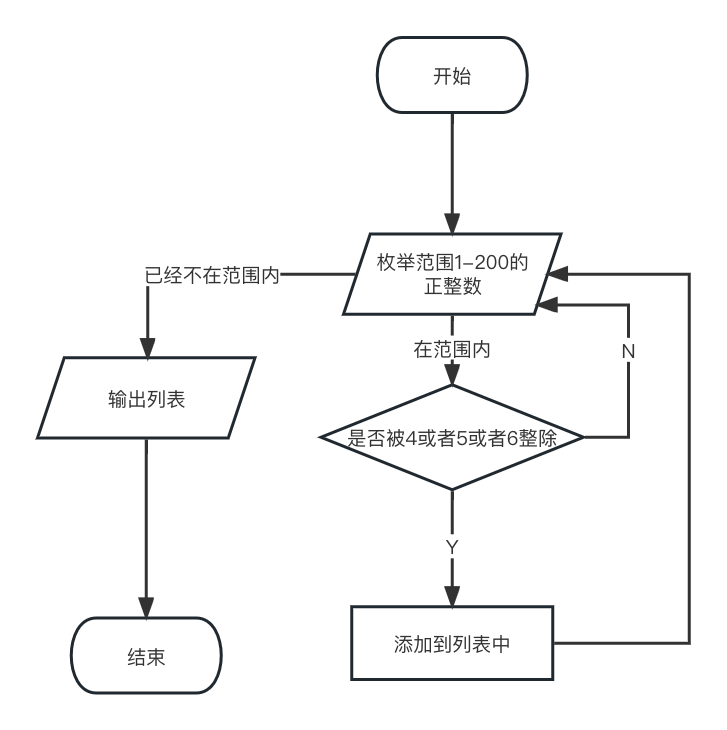 开始
枚举范围1-200的
正整数
已经不在范围内
在范围内
N
输出列表
是否被4或者5或者6整除
Y
添加到列表中
结束